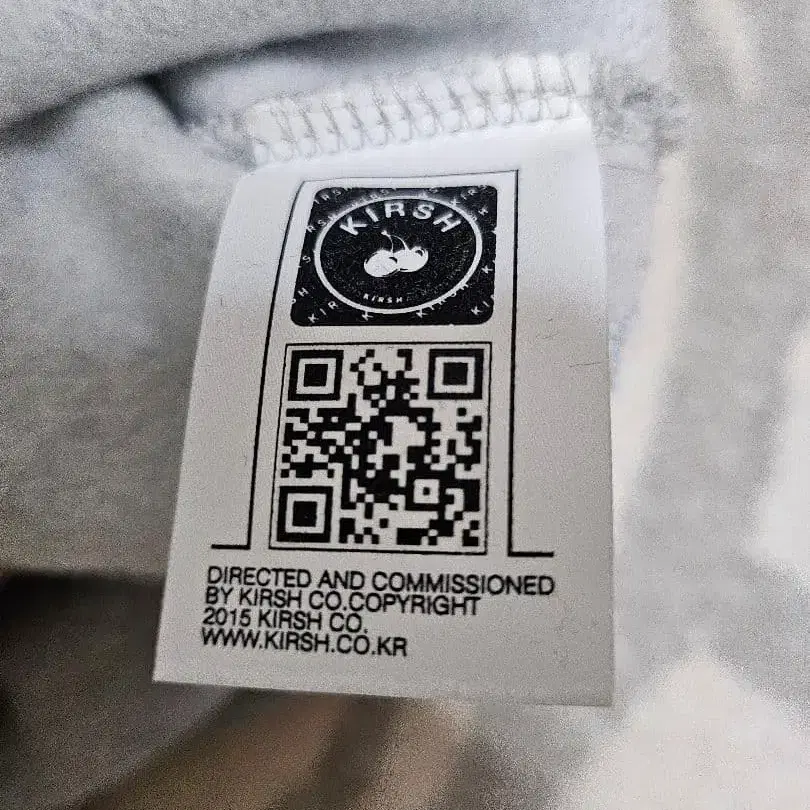 KIRSH
KIRSH
DIRECTED AND COMMISSIONED
BY KIRSH CO.COPYRIGHT
2015 KIRSH CO.
WWW.KIRSH.CO.KR